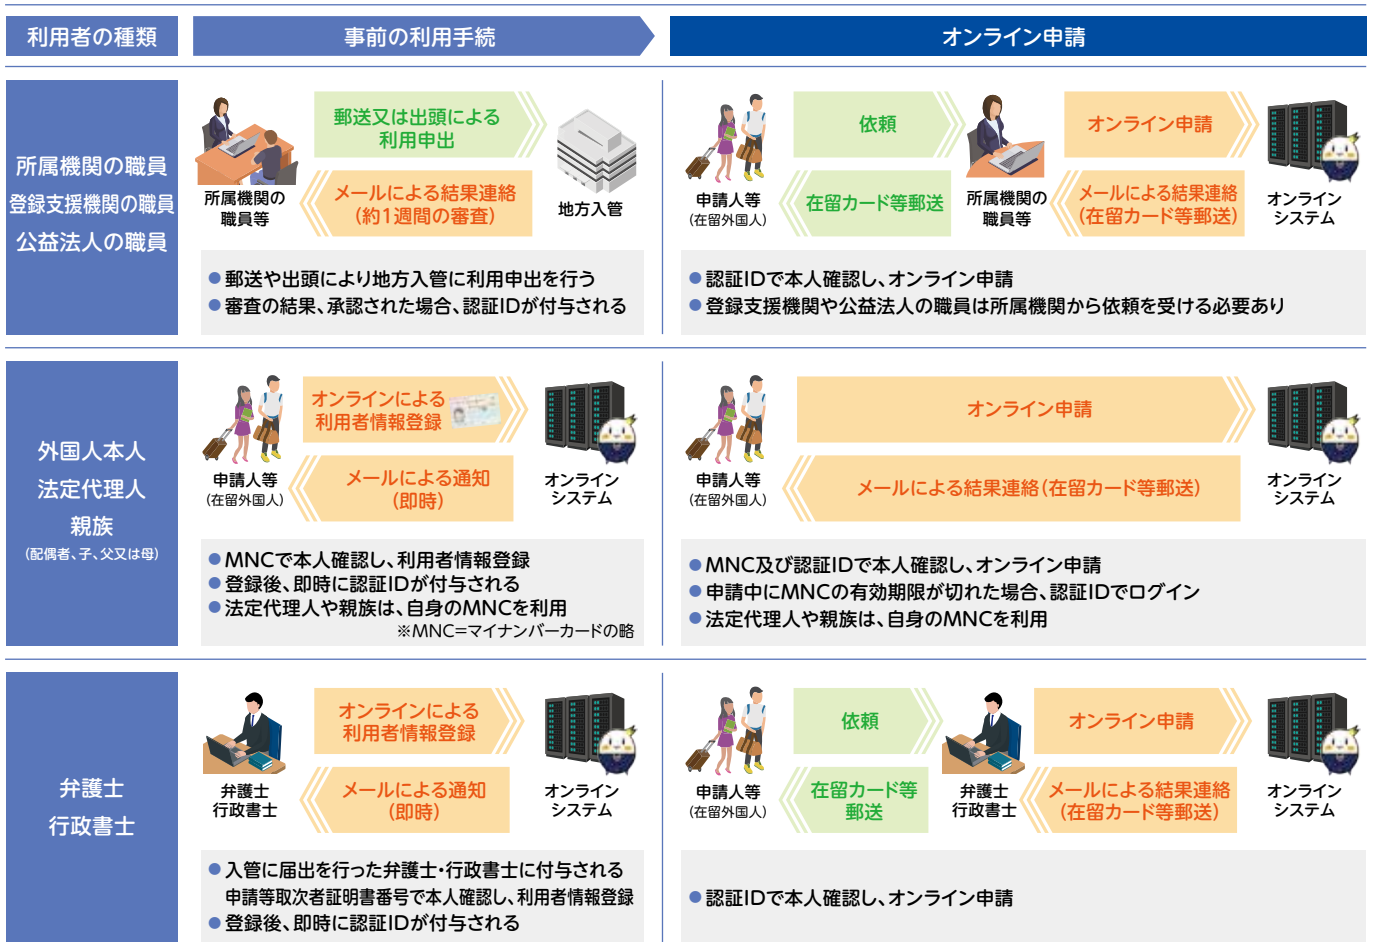 利用者の種類
事前の利用手続
オンライン申請
所属機関の職員
登録支援機関の職員
公益法人の職員
郵送又は出頭による
利用申出
メールによる結果連絡
(約1週間の審査)
所属機関の
職員等
地方入管
●郵送や出頭により地方入管に利用申出を行う
●審査の結果、承認された場合、認証IDが付与される
依頼
オンライン申請
在留カード等郵送
メールによる結果連絡
(在留カード等郵送)
申請人等
(在留外国人)
所属機関の
職員等
オンライン
システム
●認証IDで本人確認し、オンライン申請
●登録支援機関や公益法人の職員は所属機関から依頼を受ける必要あり
外国人本人
法定代理人
親族
(配偶者、子、父又は母)
オンラインによる
利用者情報登録
メールによる通知
(即時)
申請人等
(在留外国人)
オンライン
システム
●MNCで本人確認し、利用者情報登録
●登録後、即時に認証IDが付与される
●法定代理人や親族は、自身のMNCを利用
※MNC=マイナンバーカードの略
オンライン申請
メールによる結果連絡(在留カード等郵送)
申請人等
(在留外国人)
オンライン
システム
●MNC及び認証IDで本人確認し、オンライン申請
●申請中にMNCの有効期限が切れた場合、認証IDでログイン
●法定代理人や親族は、自身のMNCを利用
弁護士
行政書士
オンラインによる
利用者情報登録
メールによる通知
(即時)
弁護士
行政書士
オンライン
システム
●入管に届出を行った弁護士・行政書士に付与される
申請等取次者証明書番号で本人確認し、利用者情報登録
●登録後、即時に認証IDが付与される
依頼
オンライン申請
在留カード等
郵送
メールによる結果連絡
(在留カード等郵送)
申請人等
(在留外国人)
弁護士
行政書士
オンライン
システム
●認証IDで本人確認し、オンライン申請